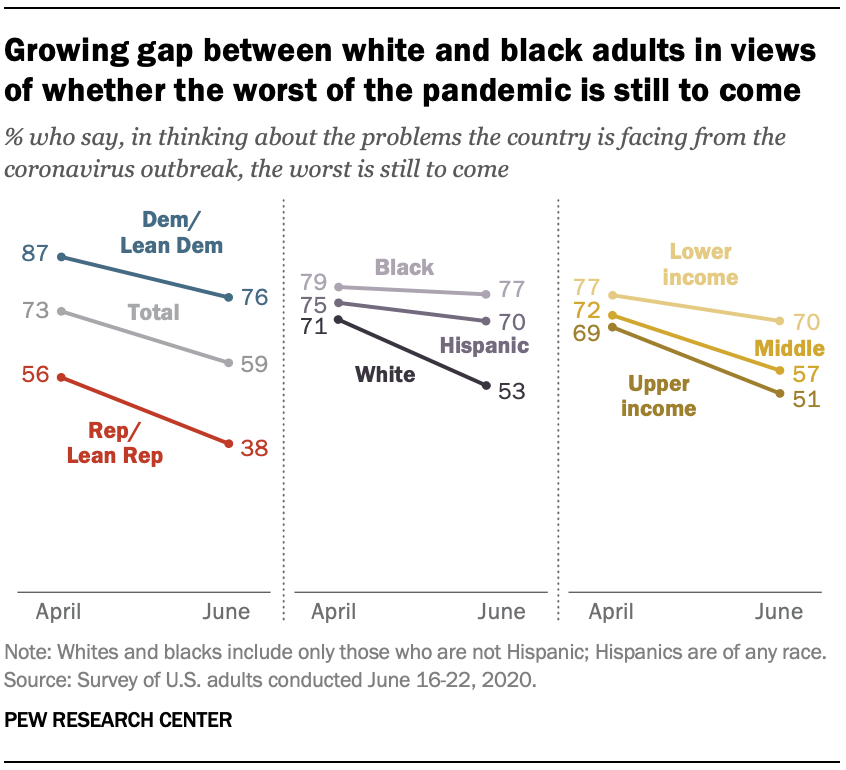 Growing gap between white and black adults in views
of whether the worst of the pandemic is still to come
% who say, in thinking about the problems the country is facing from the
coronavirus outbreak, the worst is still to come
Dem/
Lean Dem
87
76
73
Total
59
56
Rep/
Lean Rep
38
April
June
Black
79
77
75
70
Hispanic
71
White
53
April
June
Lower
income
77
70
72
Middle
57
69
Upper
income
51
April
June
Note: Whites and blacks include only those who are not Hispanic; Hispanics are of any race.
Source: Survey of U.S. adults conducted June 16-22, 2020.
PEW RESEARCH CENTER